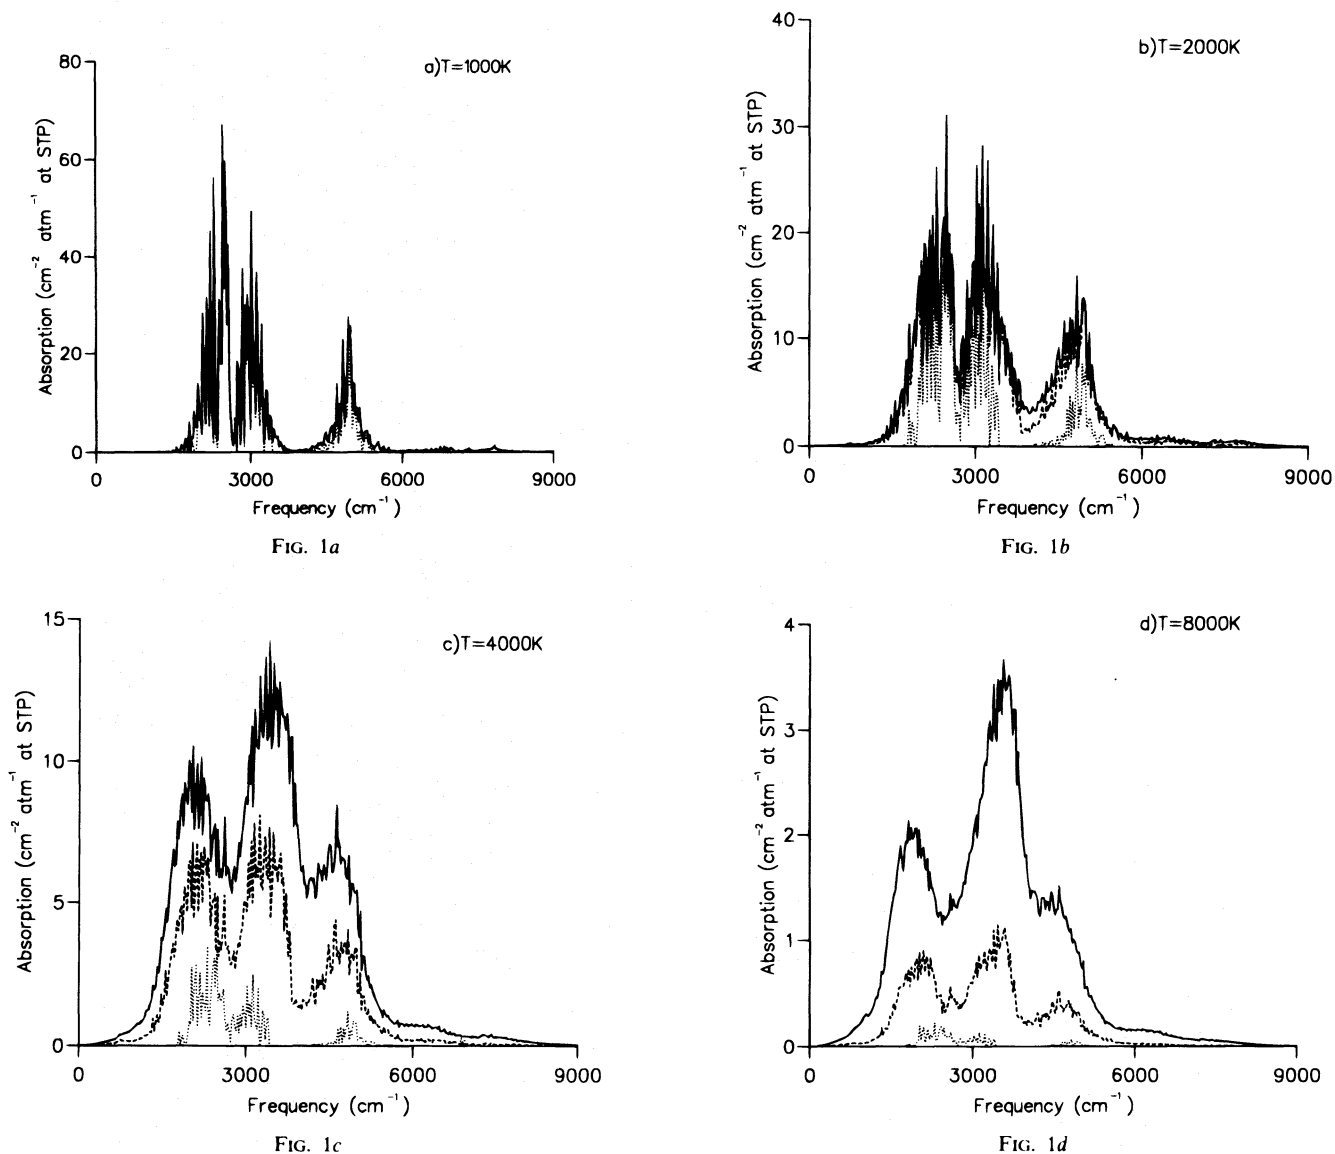 a)T=1000K
80
60
40
20
0
Absorption (cm⁻² atm⁻¹ at STP)
0 3000 6000 9000
Frequency (cm⁻¹)
FIG. 1a
b)T=2000K
40
30
20
10
0
Absorption (cm⁻² atm⁻¹ at STP)
0 3000 6000 9000
Frequency (cm⁻¹)
FIG. 1b
c)T=4000K
15
10
5
0
Absorption (cm⁻² atm⁻¹ at STP)
0 3000 6000 9000
Frequency (cm⁻¹)
FIG. 1c
d)T=8000K
4
3
2
1
0
Absorption (cm⁻² atm⁻¹ at STP)
0 3000 6000 9000
Frequency (cm⁻¹)
FIG. 1d